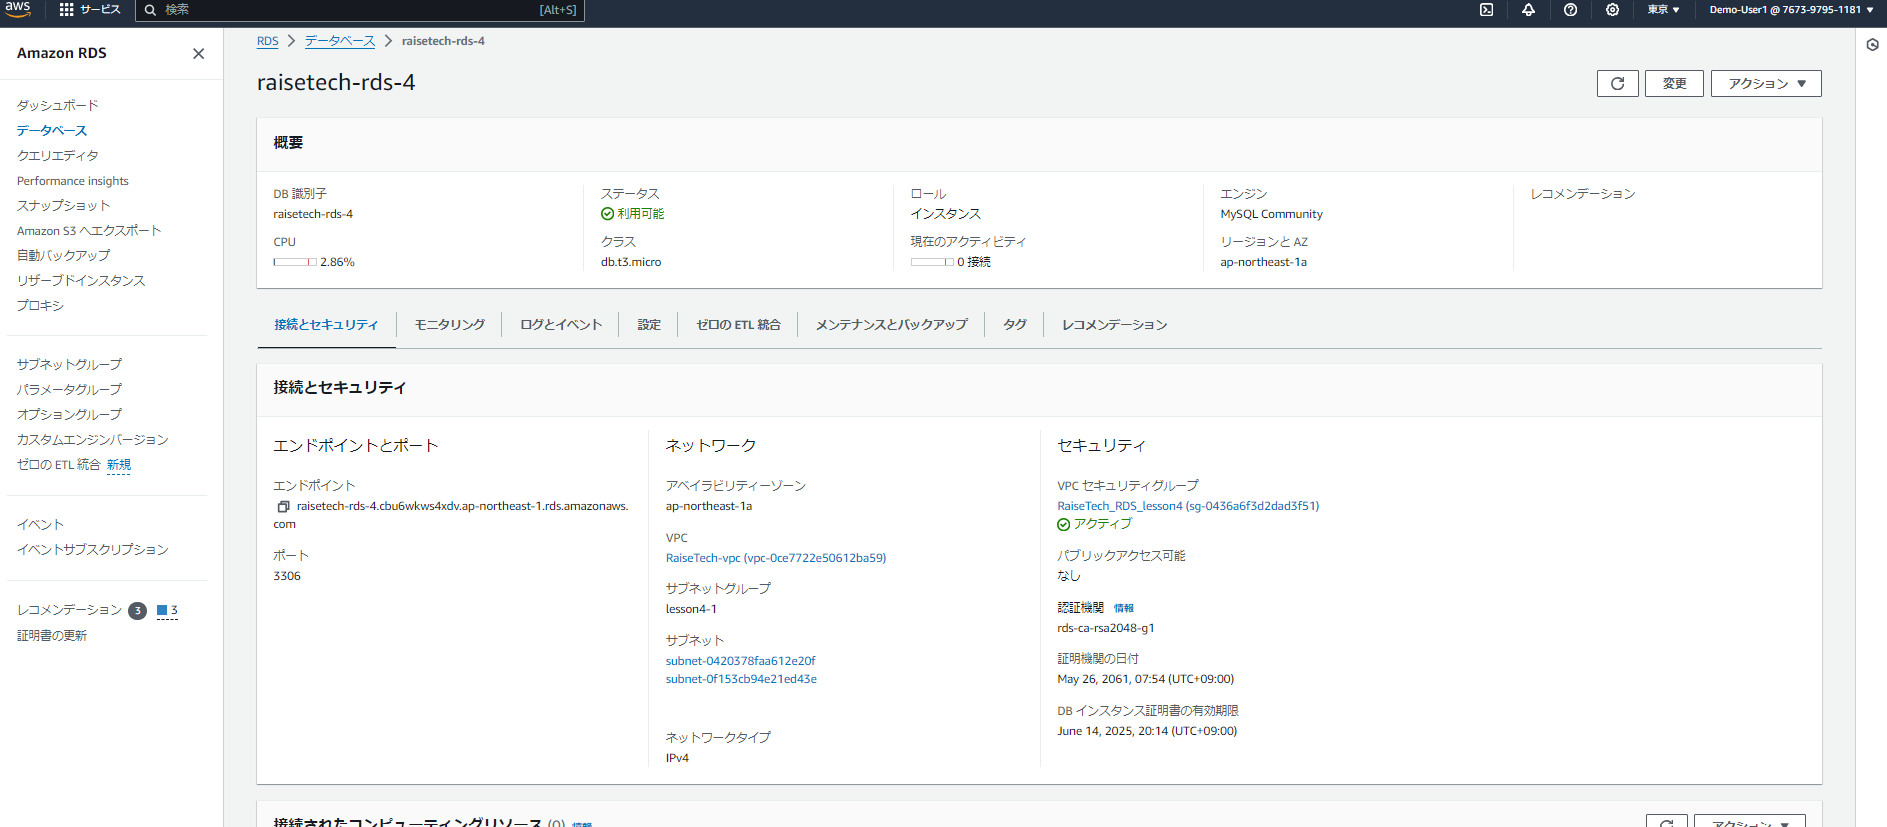 aws サービス 検索 [Alt+S] 東京 Demo-User1 @ 7673-9795-1181
Amazon RDS
ダッシュボード
データベース
クエリエディタ
Performance insights
スナップショット
Amazon S3 へエクスポート
自動バックアップ
リザーブドインスタンス
プロキシ
サブネットグループ
パラメータグループ
オプショングループ
カスタムエンジンバージョン
ゼロの ETL 統合 新規
イベント
イベントサブスクリプション
レコメンデーション 3 3
証明書の更新
RDS データベース raisetech-rds-4
raisetech-rds-4
変更 アクション
概要
DB 識別子
raisetech-rds-4
CPU
2.86%
ステータス
利用可能
クラス
db.t3.micro
ロール
インスタンス
現在のアクティビティ
0 接続
エンジン
MySQL Community
リージョンと AZ
ap-northeast-1a
レコメンデーション
接続とセキュリティ モニタリング ログとイベント 設定 ゼロの ETL 統合 メンテナンスとバックアップ タグ レコメンデーション
接続とセキュリティ
エンドポイントとポート
エンドポイント
raisetech-rds-4.cbu6wkws4xdv.ap-northeast-1.rds.amazonaws.
com
ポート
3306
ネットワーク
アベイラビリティーゾーン
ap-northeast-1a
VPC
RaiseTech-vpc (vpc-0ce7722e50612ba59)
サブネットグループ
lesson4-1
サブネット
subnet-0420378faa612e20f
subnet-0f153cb94e21ed43e
ネットワークタイプ
IPv4
セキュリティ
VPC セキュリティグループ
RaiseTech_RDS_lesson4 (sg-0436a6f3d2dad3f51)
アクティブ
パブリックアクセス可能
なし
認証機関 情報
rds-ca-rsa2048-g1
証明機関の日付
May 26, 2061, 07:54 (UTC+09:00)
DB インスタンス証明書の有効期限
June 14, 2025, 20:14 (UTC+09:00)
接続されたコンピューティングリソース (0) 情報
アクション